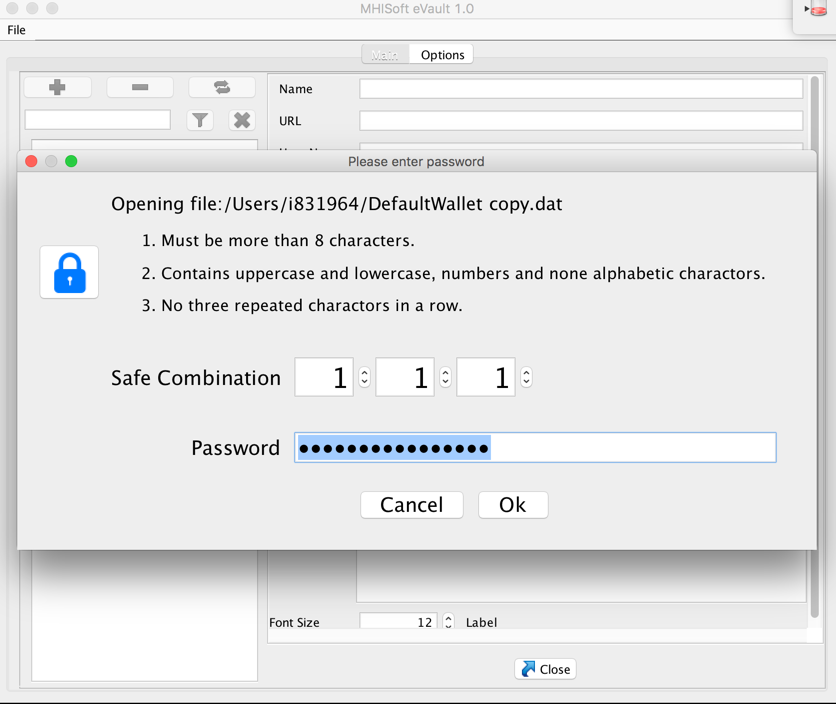 MHISoft eVault 1.0
File
Main Options
Name
URL
Please enter password
Opening file:/Users/i831964/DefaultWallet copy.dat
1. Must be more than 8 characters.
2. Contains uppercase and lowercase, numbers and none alphabetic charactors.
3. No three repeated charactors in a row.
Safe Combination 1 1 1
Password ●●●●●●●●●●●●●●●●
Cancel Ok
Font Size 12 Label
Close